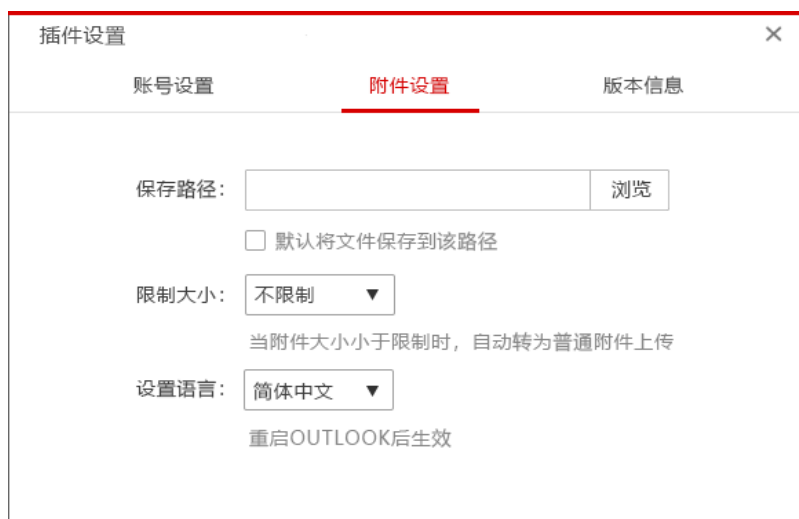 插件设置
账号设置 附件设置 版本信息
保存路径： 浏览
默认将文件保存到该路径
限制大小： 不限制
当附件大小小于限制时，自动转为普通附件上传
设置语言： 简体中文
重启OUTLOOK后生效